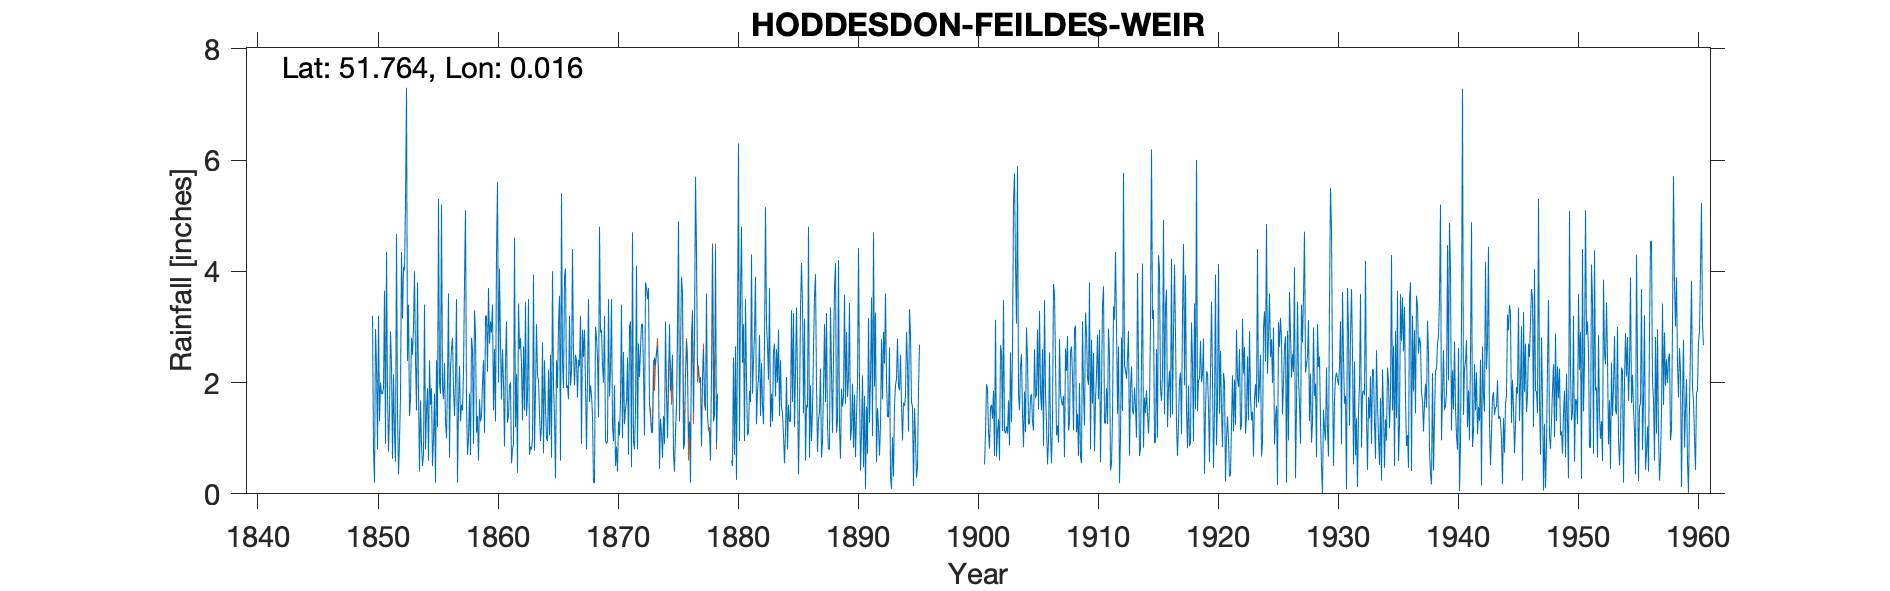 HODDESDON-FEILDES-WEIR
Lat: 51.764, Lon: 0.016
8
6
4
2
0
Rainfall [inches]
1840 1850 1860 1870 1880 1890 1900 1910 1920 1930 1940 1950 1960
Year